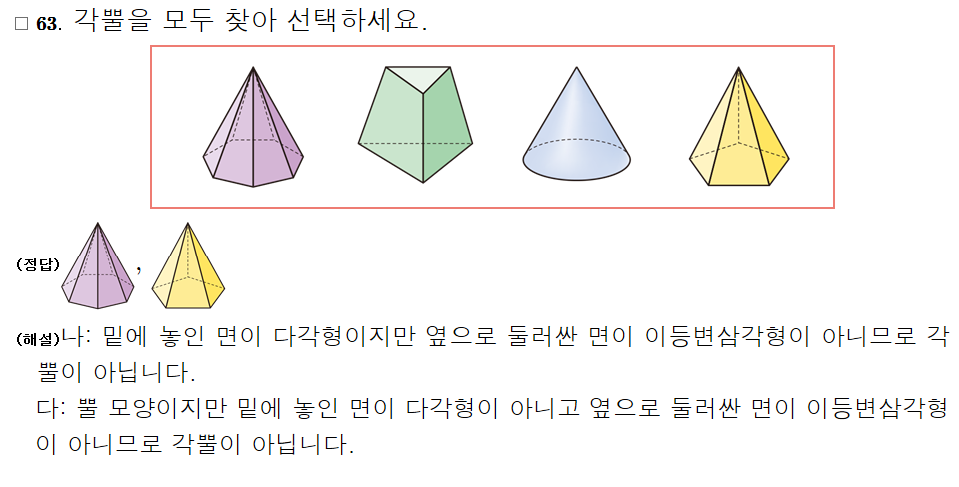 □ 63. 각뿔을 모두 찾아 선택하세요.
(정답) ,
(해설)나: 밑에 놓인 면이 다각형이지만 옆으로 둘러싼 면이 이등변삼각형이 아니므로 각
뿔이 아닙니다.
다: 뿔 모양이지만 밑에 놓인 면이 다각형이 아니고 옆으로 둘러싼 면이 이등변삼각형
이 아니므로 각뿔이 아닙니다.